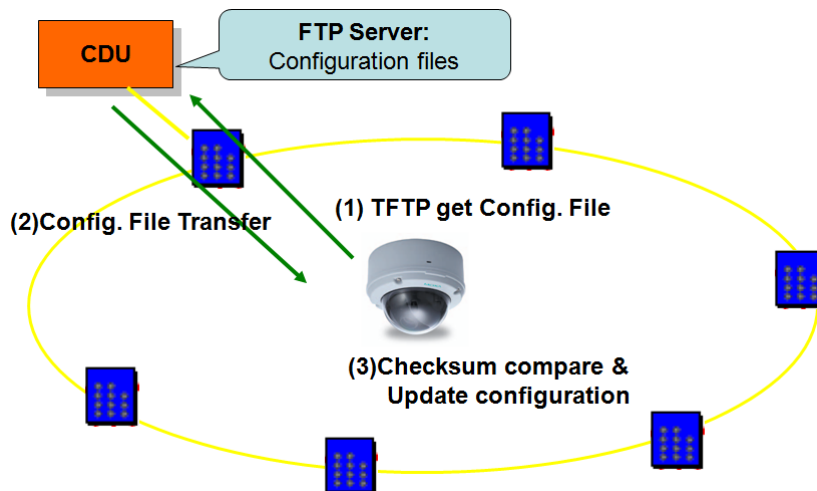 CDU
FTP Server:
Configuration files
(1) TFTP get Config. File
(2)Config. File Transfer
(3)Checksum compare &
Update configuration